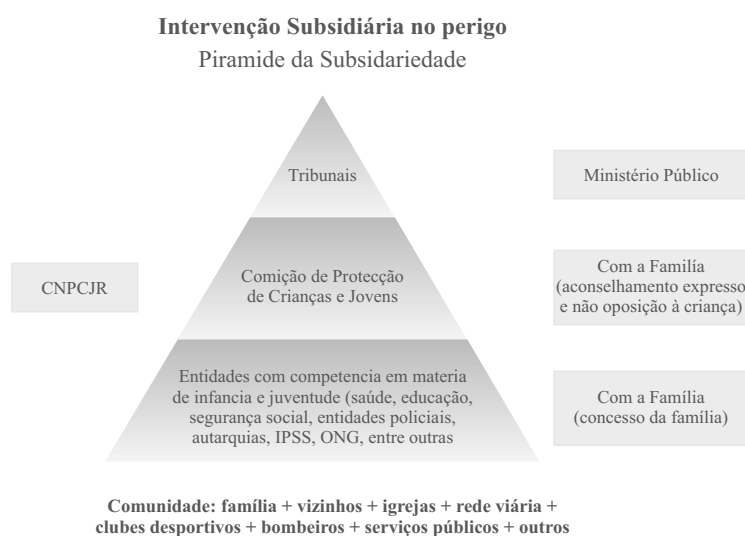 Intervenção Subsidiária no perigo
Piramide da Subsidariedade
Tribunais
Ministério Público
CNPCJR
Comição de Protecção
de Crianças e Jovens
Com a Familía
(aconselhamento expresso
e não oposição à criança)
Entidades com competencia em materia
de infancia e juventude (saúde, educação,
segurança social, entidades policiais,
autarquias, IPSS, ONG, entre outras
Com a Família
(concesso da família)
Comunidade: família + vizinhos + igrejas + rede viária +
clubes desportivos + bombeiros + serviços públicos + outros